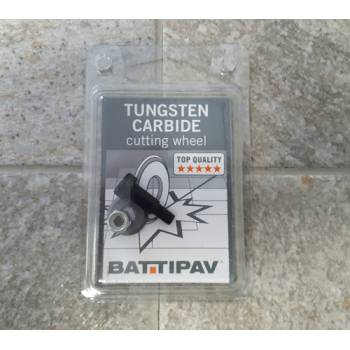 TUNGSTEN
CARBIDE
cutting wheel
TOP QUALITY
★★★★★
BATTIPAV